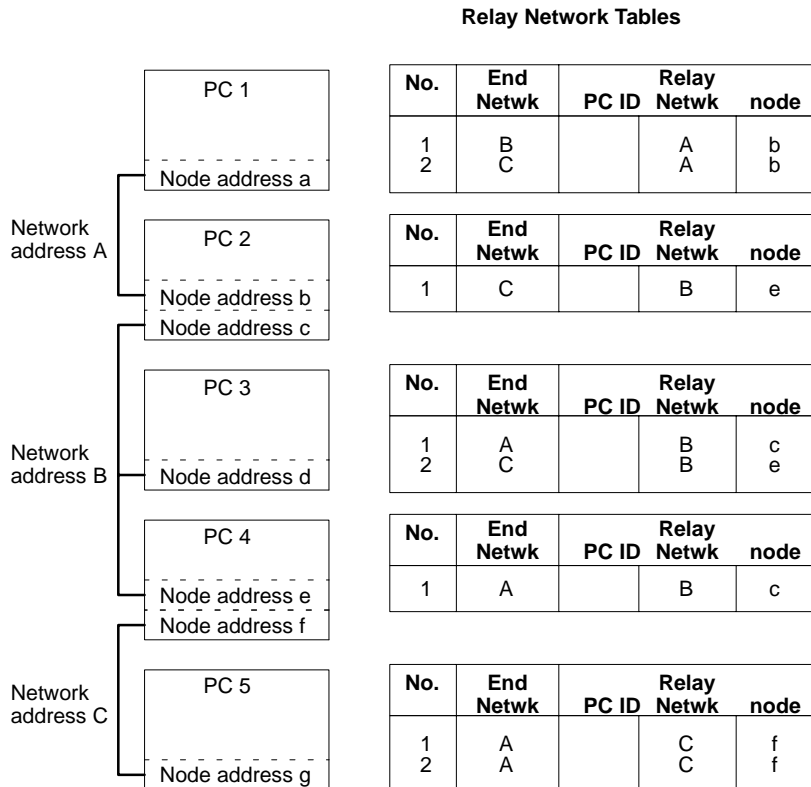 Relay Network Tables
PC 1
Node address a
Network
address A
PC 2
Node address b
Node address c
PC 3
Network
address B
Node address d
PC 4
Node address e
Node address f
PC 5
Network
address C
Node address g
No. End Netwk PC ID Relay Netwk node
1 B A b
2 C A b
No. End Netwk PC ID Relay Netwk node
1 C B e
No. End Netwk PC ID Relay Netwk node
1 A B c
2 C B e
No. End Netwk PC ID Relay Netwk node
1 A B c
No. End Netwk PC ID Relay Netwk node
1 A C f
2 A C f